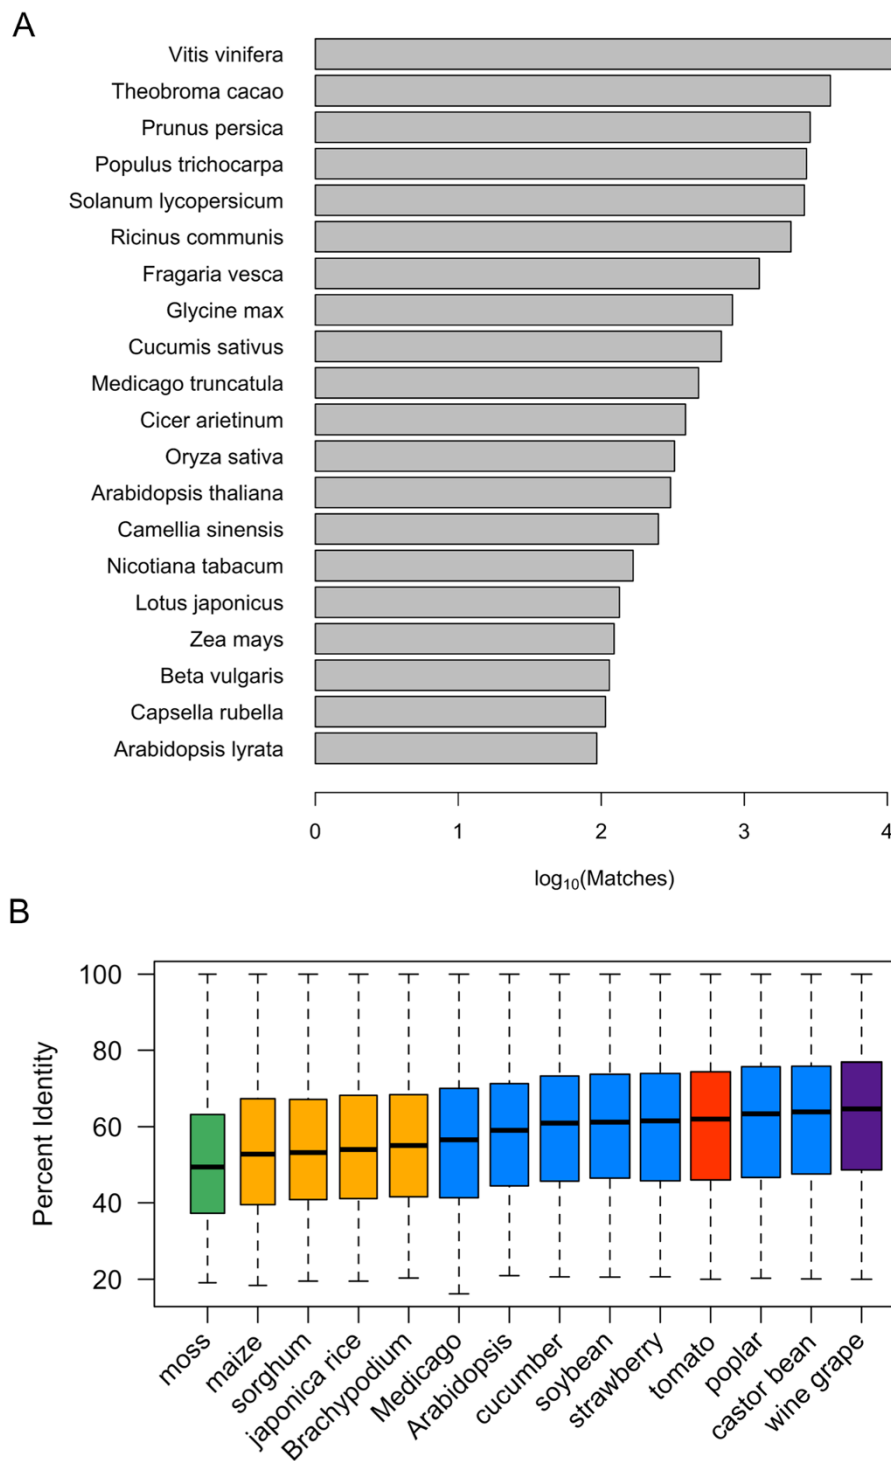 A
Vitis vinifera
Theobroma cacao
Prunus persica
Populus trichocarpa
Solanum lycopersicum
Ricinus communis
Fragaria vesca
Glycine max
Cucumis sativus
Medicago truncatula
Cicer arietinum
Oryza sativa
Arabidopsis thaliana
Camellia sinensis
Nicotiana tabacum
Lotus japonicus
Zea mays
Beta vulgaris
Capsella rubella
Arabidopsis lyrata
0 1 2 3 4
log₁₀(Matches)
B
Percent Identity
100
80
60
40
20
moss
maize
sorghum
japonica rice
Brachypodium
Medicago
Arabidopsis
cucumber
soybean
strawberry
tomato
poplar
castor bean
wine grape